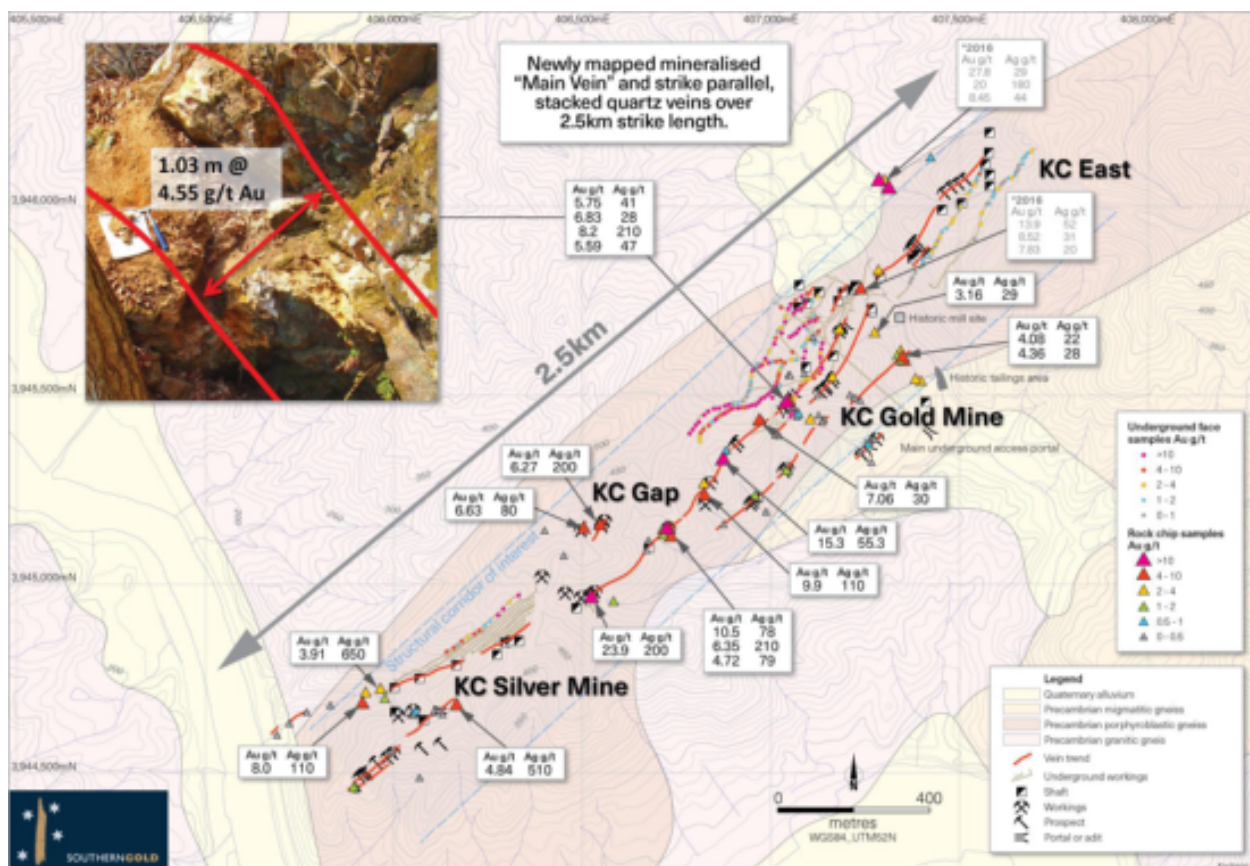 405,500mE
406,500mE
407,000mE
407,500mE
408,000mE
Newly mapped mineralised
"Main Vein" and strike parallel,
stacked quartz veins over
2.5km strike length.
*2016
Au g/t Ag g/t
27.8 29
20 180
8.45 44
1.03 m @
4.55 g/t Au
KC East
Au g/t Ag g/t
5.75 41
6.83 28
8.2 210
5.59 47
3,946,000mN
*2016
Au g/t Ag g/t
13.9 52
6.52 31
7.83 20
Au g/t Ag g/t
3.16 29
Historic mill site
Au g/t Ag g/t
4.08 22
4.36 28
2.5km
3,945,500mN
Historic tailings area
KC Gold Mine
Main underground access portal
Au g/t Ag g/t
6.27 200
KC Gap
Au g/t Ag g/t
6.63 80
Au g/t Ag g/t
7.06 30
Au g/t Ag g/t
15.3 55.3
Au g/t Ag g/t
9.9 110
3,945,000mN
Structural corridor of interest
Au g/t Ag g/t
10.5 78
6.35 210
4.72 79
Au g/t Ag g/t
23.9 200
Au g/t Ag g/t
3.91 650
KC Silver Mine
Au g/t Ag g/t
8.0 110
Au g/t Ag g/t
4.84 510
3,944,500mN
Underground face
samples Au g/t
>10
4 - 10
2 - 4
1 - 2
0 - 1
Rock chip samples
Au g/t
>10
4 - 10
2 - 4
1 - 2
0.5 - 1
Legend
Quaternary alluvium
Precambrian migmatitic gneiss
Precambrian porphyroblastic gneiss
Precambrian granitic gneis
Vein trend
Underground workings
Shaft
Workings
Prospect
Portal or adit
N
0 400
metres
WGS84_UTM52N
SOUTHERNGOLD